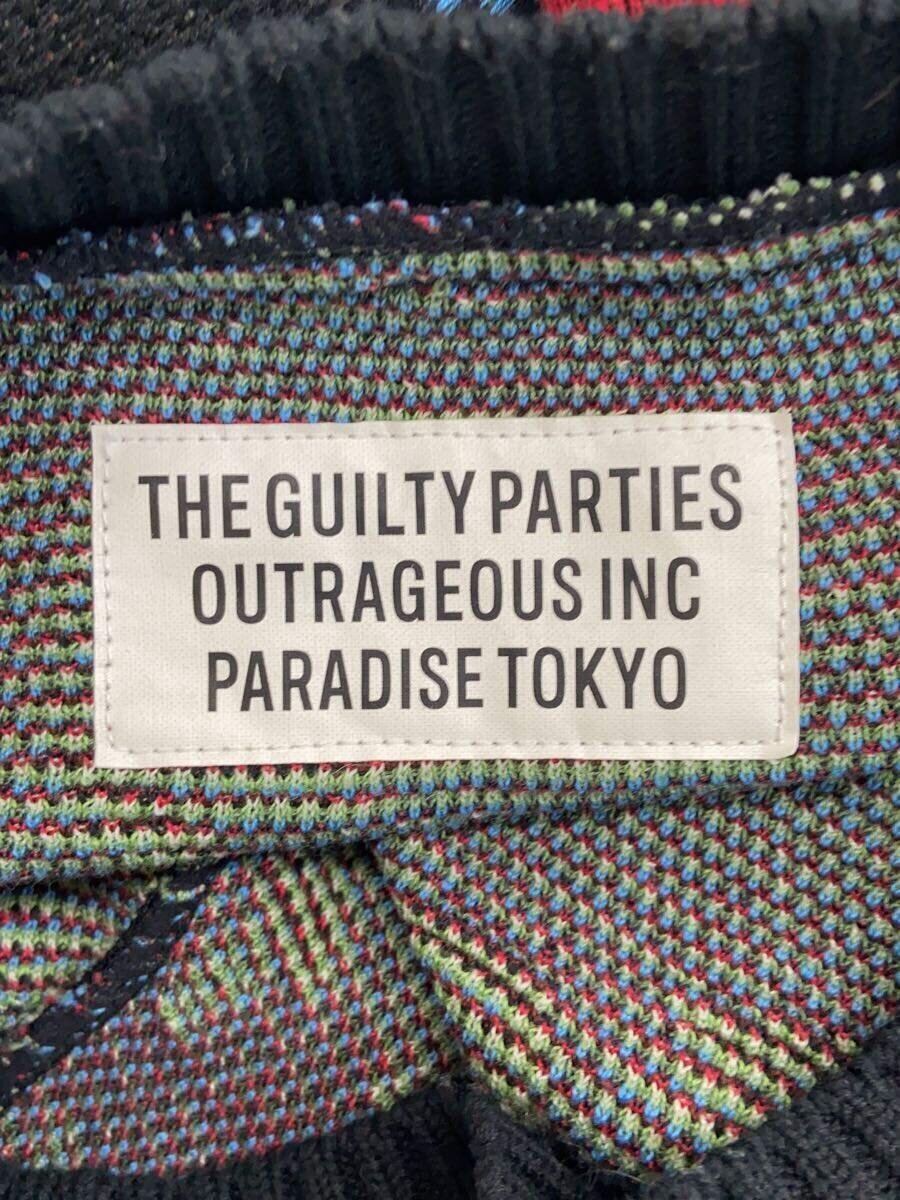 THE GUILTY PARTIES
OUTRAGEOUS INC
PARADISE TOKYO